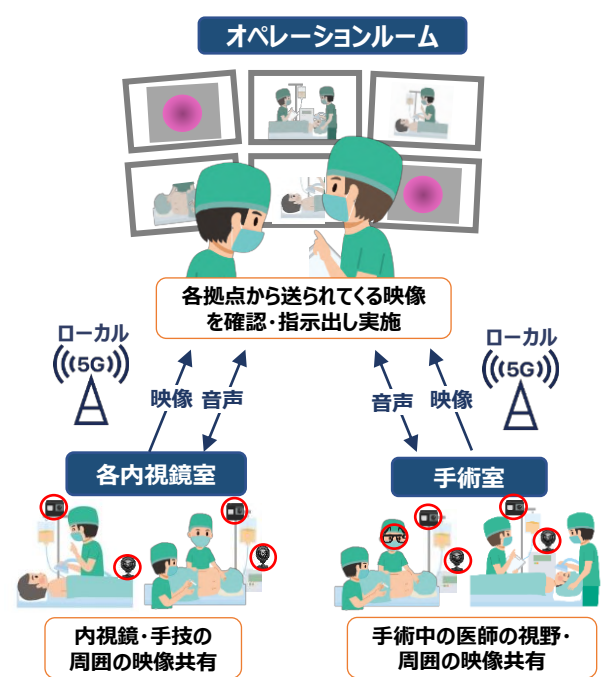 オペレーションルーム
各拠点から送られてくる映像
を確認・指示出し実施
ローカル
((5G))
ローカル
((5G))
映像 音声
音声 映像
各内視鏡室
手術室
内視鏡・手技の
周囲の映像共有
手術中の医師の視野・
周囲の映像共有